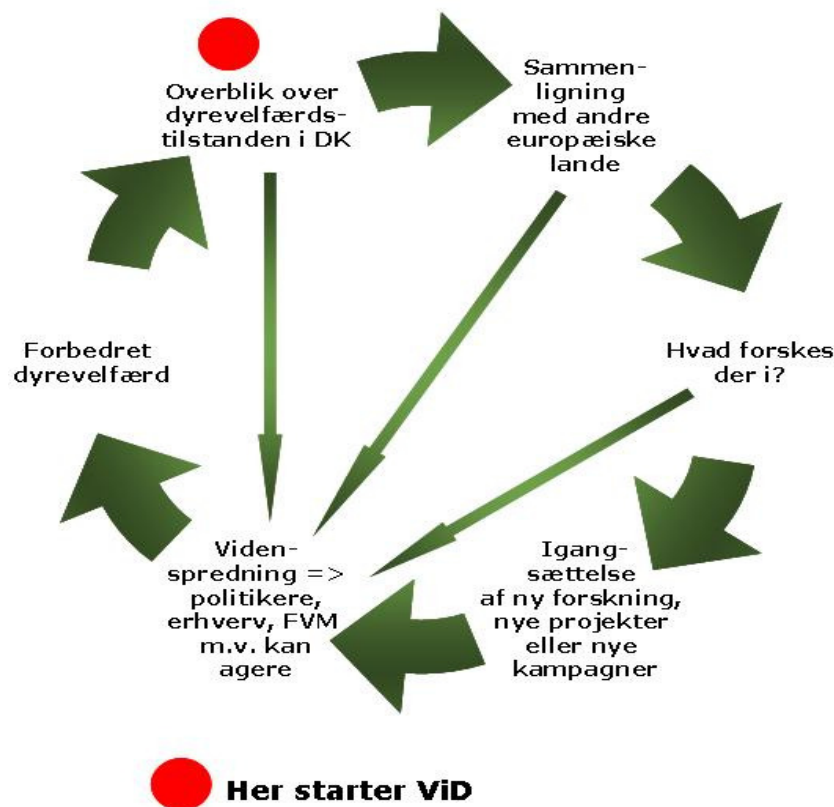 Overblik over
dyrevelfærds-
tilstanden i DK
Sammen-
ligning
med andre
europæiske
lande
Hvad forskes
der i?
Igang-
sættelse
af ny forskning,
nye projekter
eller nye
kampagner
Viden-
spredning =>
politikere,
erhverv, FVM
m.v. kan
agere
Forbedret
dyrevelfærd
Her starter ViD